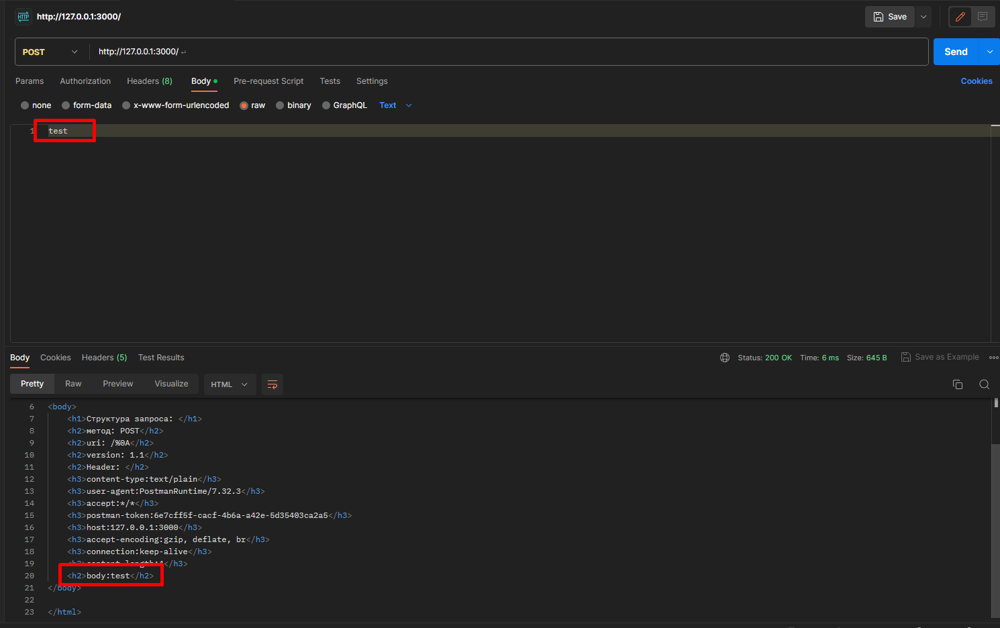 HTTP http://127.0.0.1:3000/ Save
POST http://127.0.0.1:3000/ ↵ Send
Params Authorization Headers (8) Body Pre-request Script Tests Settings Cookies
none form-data x-www-form-urlencoded raw binary GraphQL Text
1 test
Body Cookies Headers (5) Test Results Status: 200 OK Time: 6 ms Size: 645 B Save as Example
Pretty Raw Preview Visualize HTML
6 <body>
7 <h1>Структура запроса: </h1>
8 <h2>метод: POST</h2>
9 <h2>uri: /%0A</h2>
10 <h2>version: 1.1</h2>
11 <h2>Header: </h2>
12 <h3>content-type:text/plain</h3>
13 <h3>user-agent:PostmanRuntime/7.32.3</h3>
14 <h3>accept:*/*</h3>
15 <h3>postman-token:6e7cff5f-cacf-4b6a-a42e-5d35403ca2a5</h3>
16 <h3>host:127.0.0.1:3000</h3>
17 <h3>accept-encoding:gzip, deflate, br</h3>
18 <h3>connection:keep-alive</h3>
19 <h3>content-length:4</h3>
20 <h2>body:test</h2>
21 </body>
22
23 </html>